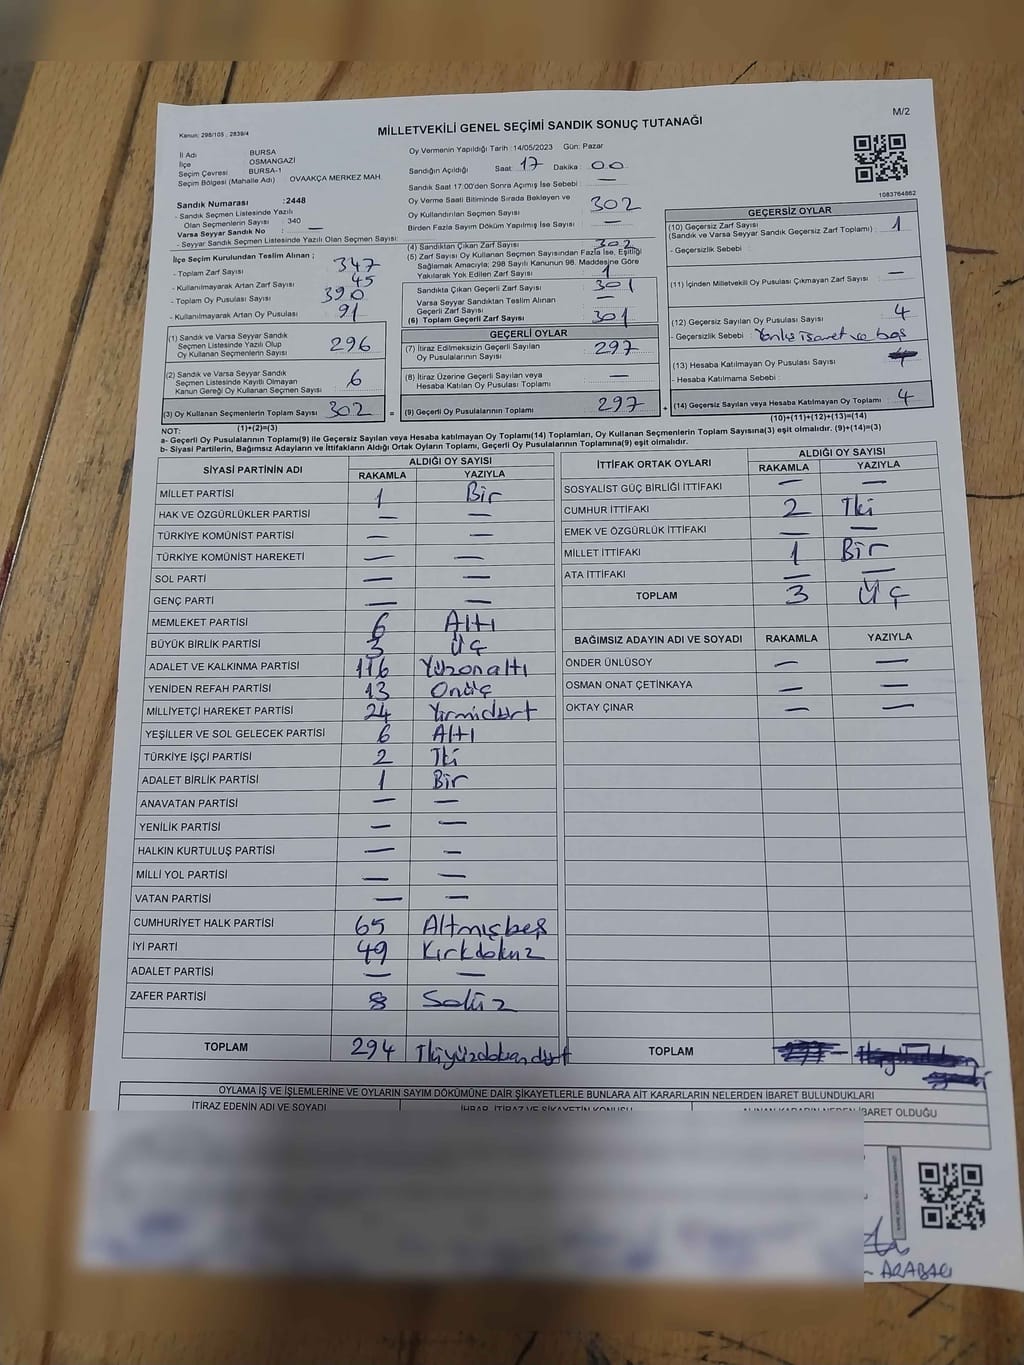 Kanun: 298/105 , 2839/4
MİLLETVEKİLİ GENEL SEÇİMİ SANDIK SONUÇ TUTANAĞI
M/2
İl Adı : BURSA
İlçe : OSMANGAZİ
Seçim Çevresi : BURSA-1
Seçim Bölgesi (Mahalle Adı) : OVAAKÇA MERKEZ MAH.
Sandık Numarası :2448
- Sandık Seçmen Listesinde Yazılı
Olan Seçmenlerin Sayısı : 340
Varsa Seyyar Sandık No : —
- Seyyar Sandık Seçmen Listesinde Yazılı Olan Seçmen Sayısı:
İlçe Seçim Kurulundan Teslim Alınan ;
- Toplam Zarf Sayısı : 347
- Kullanılmayarak Artan Zarf Sayısı : 45
- Toplam Oy Pusulası Sayısı : 390
- Kullanılmayarak Artan Oy Pusulası : 91
(1) Sandık ve Varsa Seyyar Sandık
Seçmen Listesinde Yazılı Olup
Oy Kullanan Seçmenlerin Sayısı : 296
(2) Sandık ve Varsa Seyyar Sandık
Seçmen Listesinde Kayıtlı Olmayan
Kanun Gereği Oy Kullanan Seçmen Sayısı : 6
(3) Oy Kullanan Seçmenlerin Toplam Sayısı : 302
(1)+(2)=(3)
Oy Vermenin Yapıldığı Tarih :14/05/2023 Gün: Pazar
Sandığın Açıldığı Saat: 17 Dakika : 00
Sandık Saat 17:00'den Sonra Açılmış İse Sebebi : —
Oy Verme Saati Bitiminde Sırada Bekleyen ve
Oy Kullandırılan Seçmen Sayısı : 302
Birden Fazla Sayım Döküm Yapılmış İse Sayısı : —
(4) Sandıktan Çıkan Zarf Sayısı : 302
(5) Zarf Sayısı Oy Kullanan Seçmen Sayısından Fazla İse, Eşitliği
Sağlamak Amacıyla; 298 Sayılı Kanunun 98. Maddesine Göre
Yakılarak Yok Edilen Zarf Sayısı : 1
Sandıkta Çıkan Geçerli Zarf Sayısı : 301
Varsa Seyyar Sandıktan Teslim Alınan
Geçerli Zarf Sayısı : —
(6) Toplam Geçerli Zarf Sayısı : 301
GEÇERLİ OYLAR
(7) İtiraz Edilmeksizin Geçerli Sayılan
Oy Pusulalarının Sayısı : 297
(8) İtiraz Üzerine Geçerli Sayılan veya
Hesaba Katılan Oy Pusulası Toplamı : —
= (9) Geçerli Oy Pusulalarının Toplamı : 297
1083764862
GEÇERSİZ OYLAR
(10) Geçersiz Zarf Sayısı
(Sandık ve Varsa Seyyar Sandık Geçersiz Zarf Toplamı) : 1
- Geçersizlik Sebebi :
(11) İçinden Milletvekili Oy Pusulası Çıkmayan Zarf Sayısı : —
(12) Geçersiz Sayılan Oy Pusulası Sayısı : 4
- Geçersizlik Sebebi : Yanlış işaret ve boş
(13) Hesaba Katılmayan Oy Pusulası Sayısı :
- Hesaba Katılmama Sebebi :
+ (14) Geçersiz Sayılan veya Hesaba Katılmayan Oy Toplamı : 4
(10)+(11)+(12)+(13)=(14)
NOT:
a- Geçerli Oy Pusulalarının Toplamı(9) ile Geçersiz Sayılan veya Hesaba katılmayan Oy Toplamı(14) Toplamları, Oy Kullanan Seçmenlerin Toplam Sayısına(3) eşit olmalıdır. (9)+(14)=(3)
b- Siyasi Partilerin, Bağımsız Adayların ve İttifakların Aldığı Ortak Oyların Toplamı, Geçerli Oy Pusulalarının Toplamına(9) eşit olmalıdır.
SİYASİ PARTİNİN ADI ALDIĞI OY SAYISI
RAKAMLA YAZIYLA
MİLLET PARTİSİ 1 Bir
HAK VE ÖZGÜRLÜKLER PARTİSİ — —
TÜRKİYE KOMÜNİST PARTİSİ — —
TÜRKİYE KOMÜNİST HAREKETİ — —
SOL PARTİ — —
GENÇ PARTİ — —
MEMLEKET PARTİSİ 6 Altı
BÜYÜK BİRLİK PARTİSİ 3 Üç
ADALET VE KALKINMA PARTİSİ 116 Yüzonaltı
YENİDEN REFAH PARTİSİ 13 Onüç
MİLLİYETÇİ HAREKET PARTİSİ 24 Yirmidört
YEŞİLLER VE SOL GELECEK PARTİSİ 6 Altı
TÜRKİYE İŞÇİ PARTİSİ 2 İki
ADALET BİRLİK PARTİSİ 1 Bir
ANAVATAN PARTİSİ — —
YENİLİK PARTİSİ — —
HALKIN KURTULUŞ PARTİSİ — —
MİLLİ YOL PARTİSİ — —
VATAN PARTİSİ — —
CUMHURİYET HALK PARTİSİ 65 Altmışbeş
İYİ PARTİ 49 Kırkdokuz
ADALET PARTİSİ — —
ZAFER PARTİSİ 8 Sekiz
TOPLAM 294 İkiyüzdoksandört
İTTİFAK ORTAK OYLARI ALDIĞI OY SAYISI
RAKAMLA YAZIYLA
SOSYALİST GÜÇ BİRLİĞİ İTTİFAKI — —
CUMHUR İTTİFAKI 2 İki
EMEK VE ÖZGÜRLÜK İTTİFAKI — —
MİLLET İTTİFAKI 1 Bir
ATA İTTİFAKI — —
TOPLAM 3 Üç
BAĞIMSIZ ADAYIN ADI VE SOYADI RAKAMLA YAZIYLA
ÖNDER ÜNLÜSOY — —
OSMAN ONAT ÇETİNKAYA — —
OKTAY ÇINAR — —
TOPLAM
OYLAMA İŞ VE İŞLEMLERİNE VE OYLARIN SAYIM DÖKÜMÜNE DAİR ŞİKAYETLERLE BUNLARA AİT KARARLARIN NELERDEN İBARET BULUNDUKLARI
İTİRAZ EDENİN ADI VE SOYADI İHBAR, İTİRAZ VE ŞİKAYETİN KONUSU ALINAN KARARIN NEDEN İBARET OLDUĞU
ARABACI